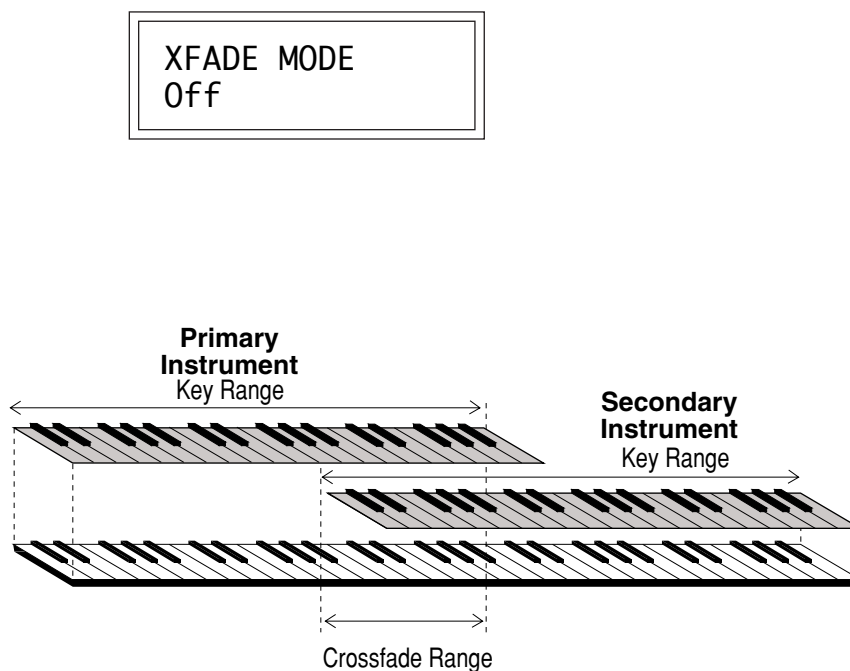 XFADE MODE
Off
Primary
Instrument
Key Range
Secondary
Instrument
Key Range
Crossfade Range